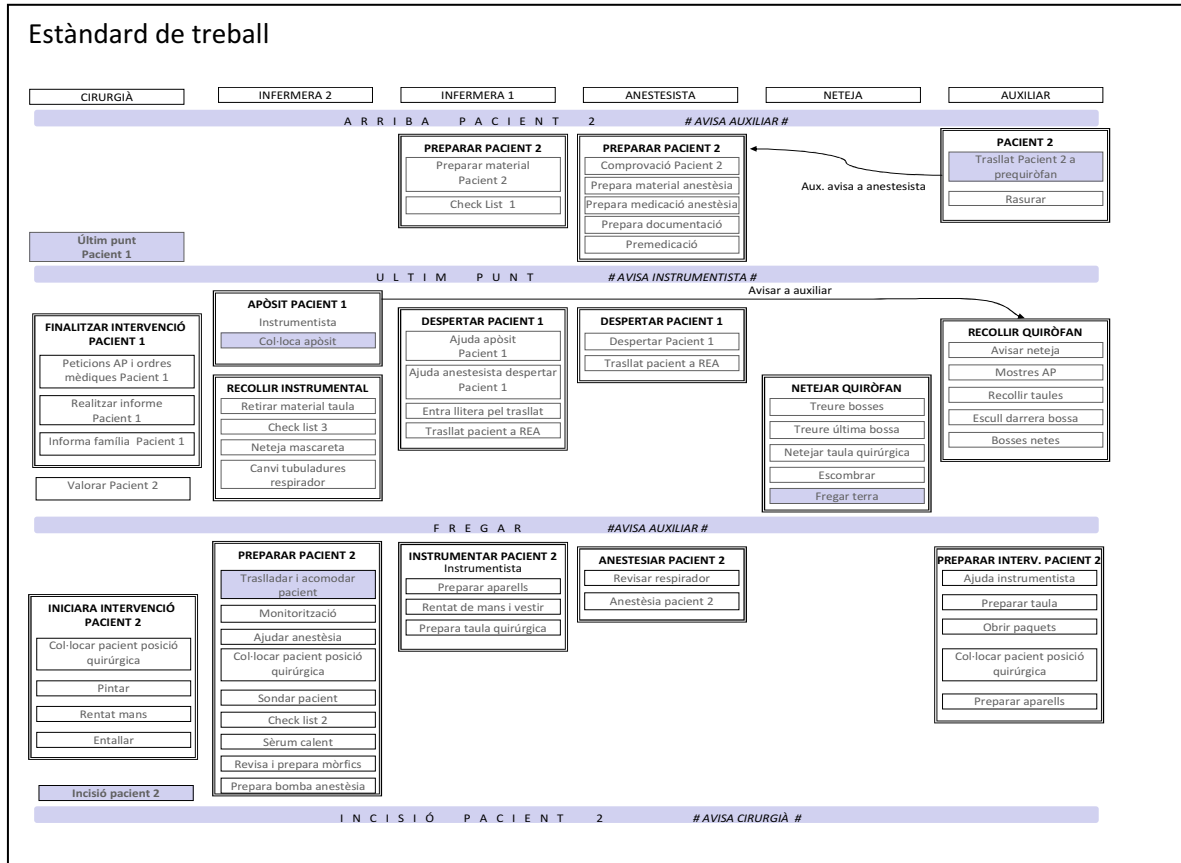 Estàndard de treball
CIRURGIÀ
INFERMERA 2
INFERMERA 1
ANESTESISTA
NETEJA
AUXILIAR
ARRIBA PACIENT 2 # AVISA AUXILIAR #
PREPARAR PACIENT 2
Preparar material
Pacient 2
Check List 1
PREPARAR PACIENT 2
Comprovació Pacient 2
Prepara material anestèsia
Prepara medicació anestèsia
Prepara documentació
Premedicació
Aux. avisa a anestesista
PACIENT 2
Trasllat Pacient 2 a
prequiròfan
Rasurar
Últim punt
Pacient 1
ULTIM PUNT # AVISA INSTRUMENTISTA #
Avisar a auxiliar
FINALITZAR INTERVENCIÓ
PACIENT 1
Peticions AP i ordres
mèdiques Pacient 1
Realitzar informe
Pacient 1
Informa família Pacient 1
Valorar Pacient 2
APÒSIT PACIENT 1
Instrumentista
Col·loca apòsit
RECOLLIR INSTRUMENTAL
Retirar material taula
Check list 3
Neteja mascareta
Canvi tubuladures
respirador
DESPERTAR PACIENT 1
Ajuda apòsit
Pacient 1
Ajuda anestesista despertar
Pacient 1
Entra llitera pel trasllat
Trasllat pacient a REA
DESPERTAR PACIENT 1
Despertar Pacient 1
Trasllat pacient a REA
NETEJAR QUIRÒFAN
Treure bosses
Treure última bossa
Netejar taula quirúrgica
Escombrar
Fregar terra
RECOLLIR QUIRÒFAN
Avisar neteja
Mostres AP
Recollir taules
Escull darrera bossa
Bosses netes
FREGAR #AVISA AUXILIAR #
INICIARA INTERVENCIÓ
PACIENT 2
Col·locar pacient posició
quirúrgica
Pintar
Rentat mans
Entallar
Incisió pacient 2
PREPARAR PACIENT 2
Traslladar i acomodar
pacient
Monitorització
Ajudar anestèsia
Col·locar pacient posició
quirúrgica
Sondar pacient
Check list 2
Sèrum calent
Revisa i prepara mòrfics
Prepara bomba anestèsia
INSTRUMENTAR PACIENT 2
Instrumentista
Preparar aparells
Rentat de mans i vestir
Prepara taula quirúrgica
ANESTESIAR PACIENT 2
Revisar respirador
Anestèsia pacient 2
PREPARAR INTERV. PACIENT 2
Ajuda instrumentista
Preparar taula
Obrir paquets
Col·locar pacient posició
quirúrgica
Preparar aparells
INCISIÓ PACIENT 2 # AVISA CIRURGIÀ #